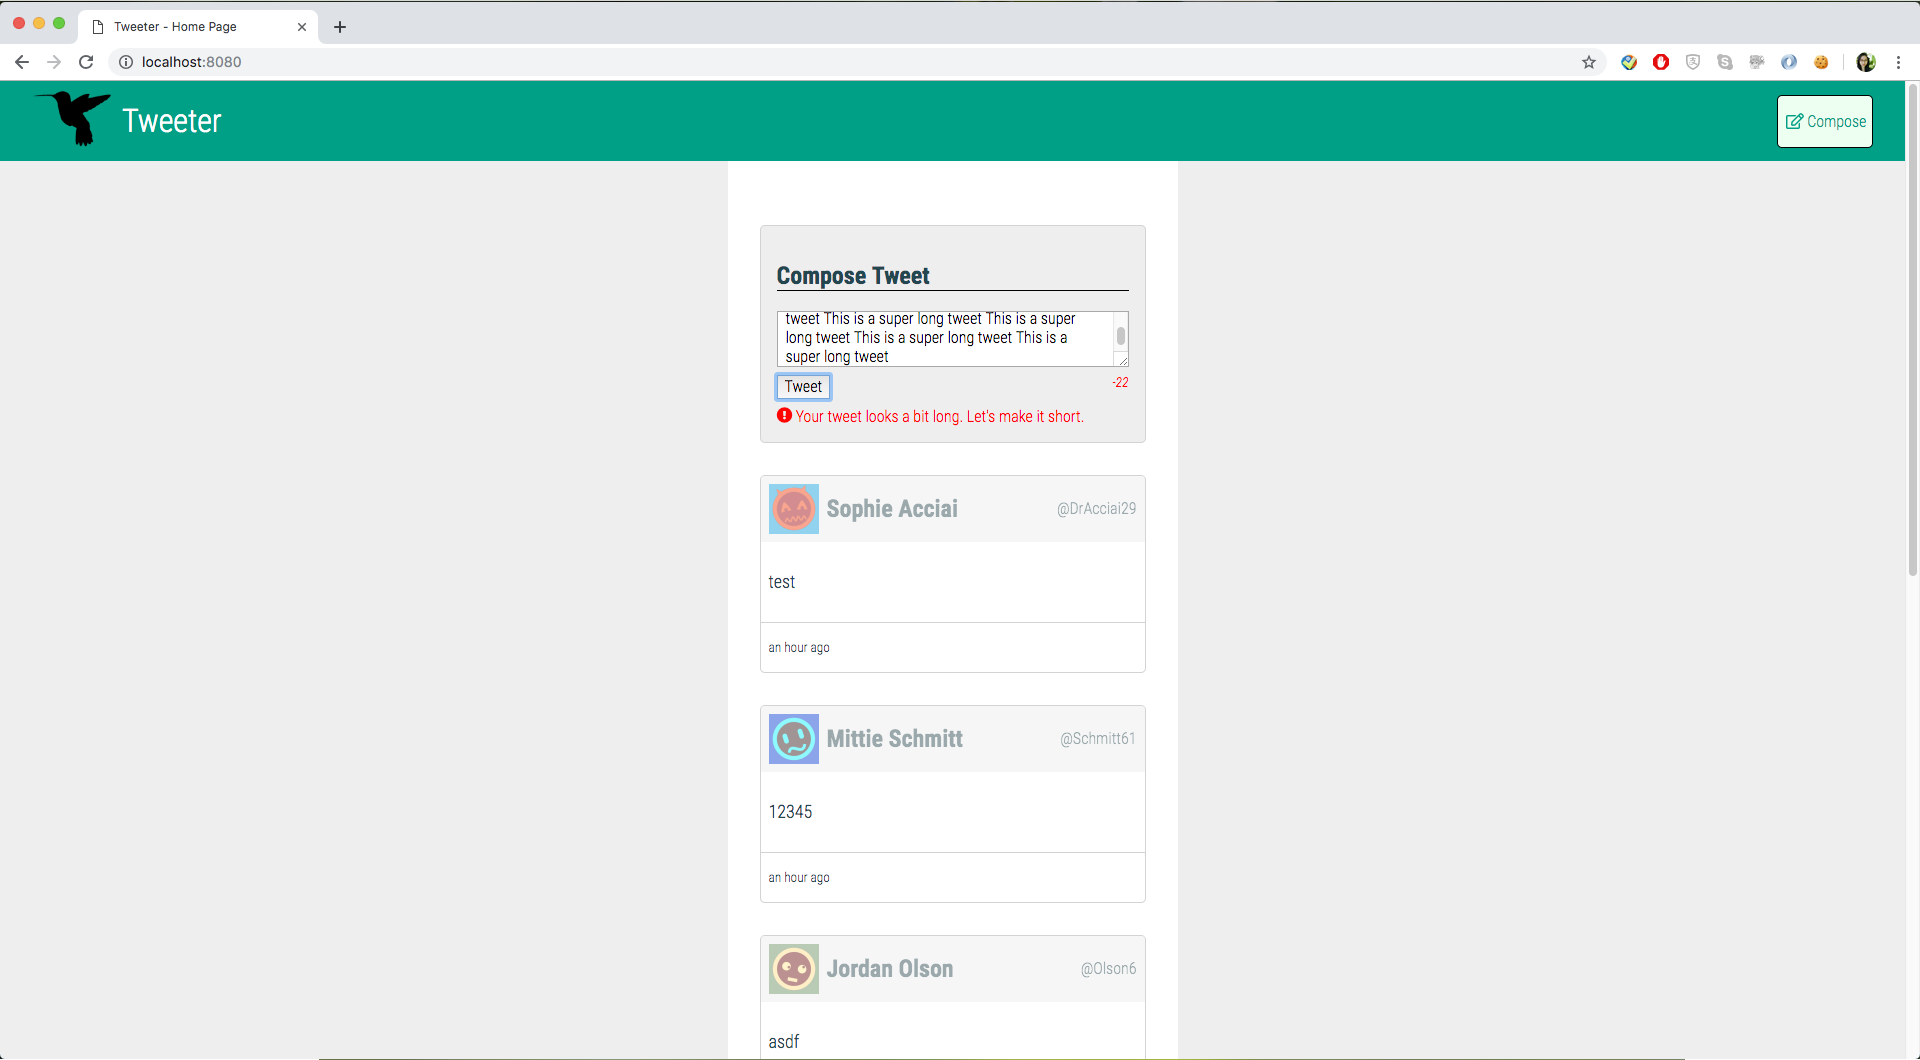 Tweeter - Home Page
localhost:8080
Tweeter
Compose
Compose Tweet
tweet This is a super long tweet This is a super
long tweet This is a super long tweet This is a
super long tweet
Tweet
-22
Your tweet looks a bit long. Let's make it short.
Sophie Acciai
@DrAcciai29
test
an hour ago
Mittie Schmitt
@Schmitt61
12345
an hour ago
Jordan Olson
@Olson6
asdf